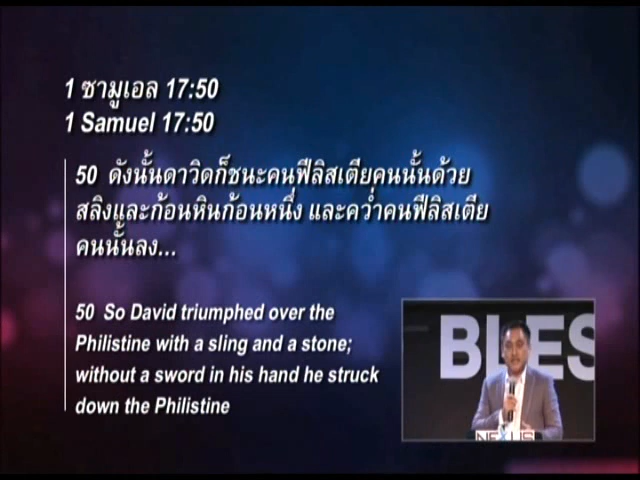 1 ซามูเอล 17:50
1 Samuel 17:50
50 ดังนั้นดาวิดก็ชนะคนฟีลิสเตียคนนั้นด้วย
สลิงและก้อนหินก้อนหนึ่ง และคว่ำคนฟีลิสเตีย
คนนั้นลง...
50 So David triumphed over the
Philistine with a sling and a stone;
without a sword in his hand he struck
down the Philistine
BLES
NEXUS